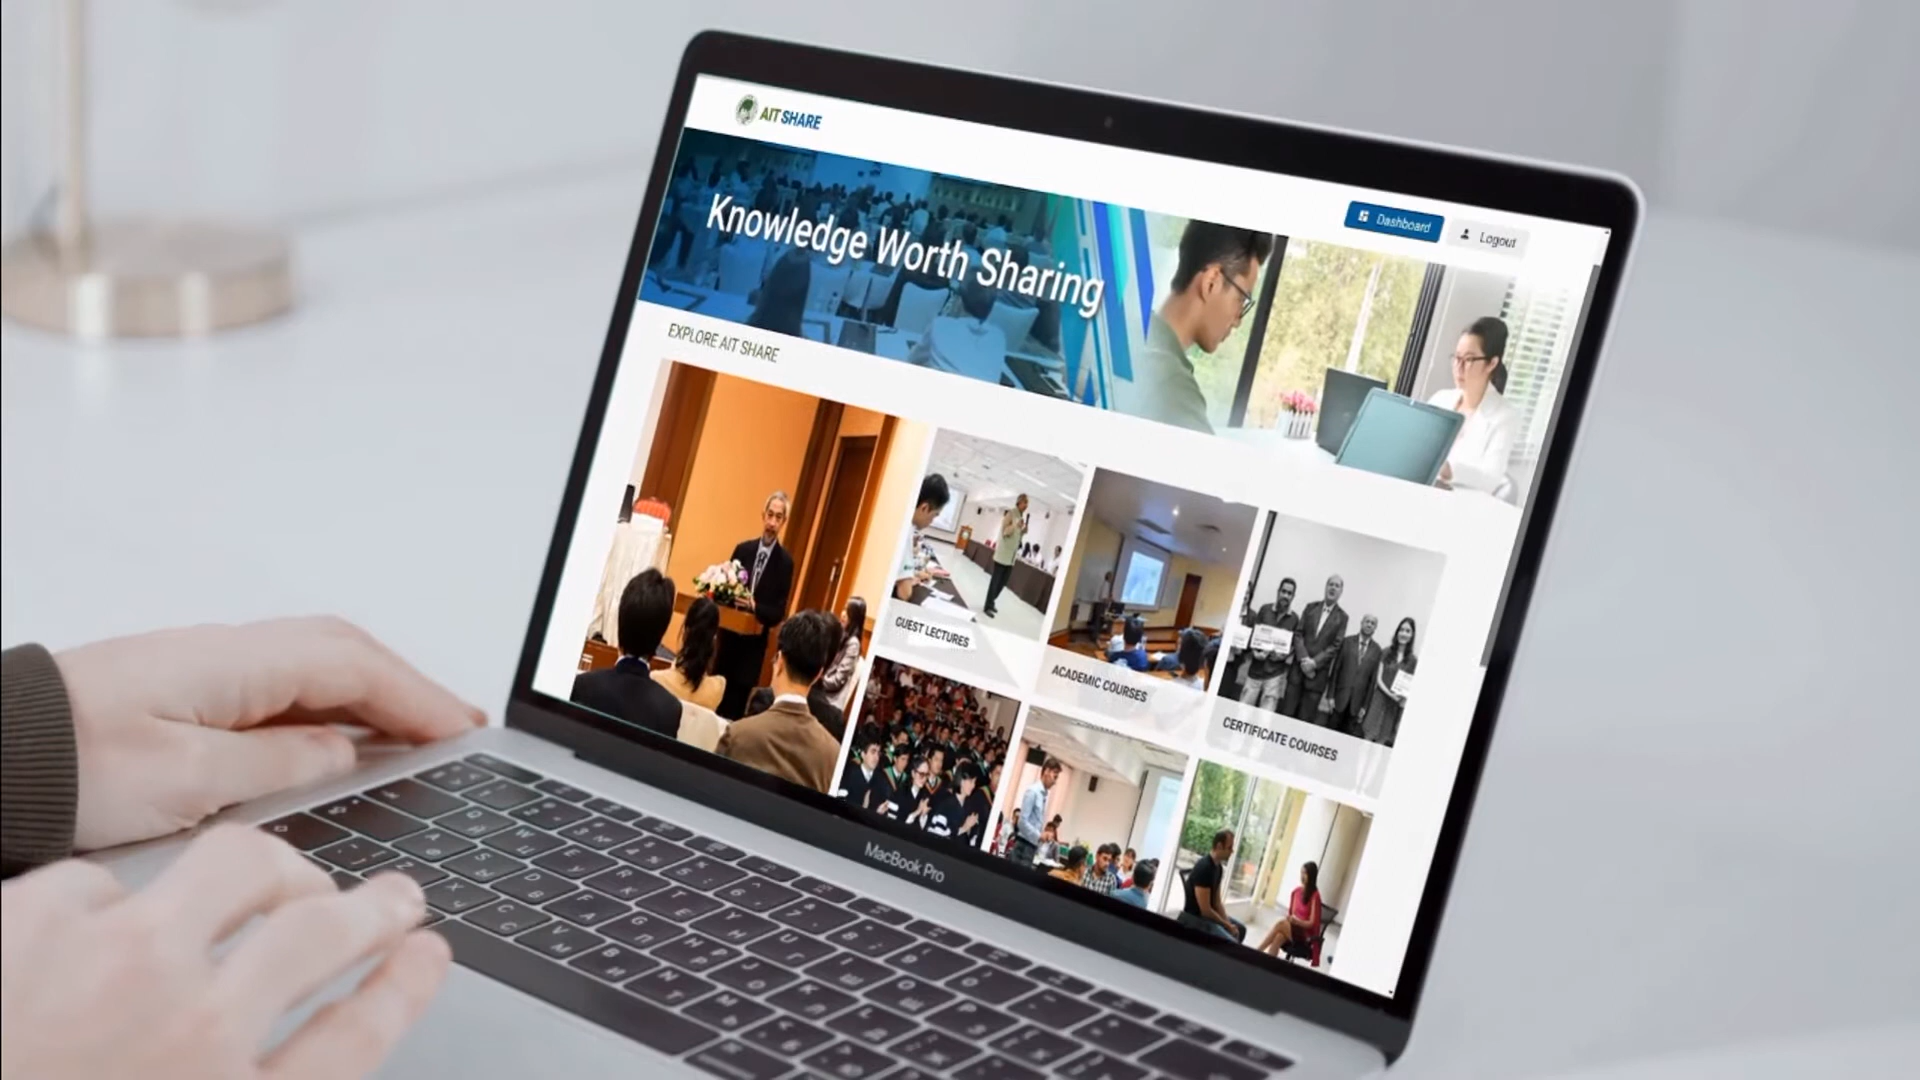 AIT SHARE
Dashboard
Logout
Knowledge Worth Sharing
EXPLORE AIT SHARE
GUEST LECTURES
ACADEMIC COURSES
CERTIFICATE COURSES
MacBook Pro